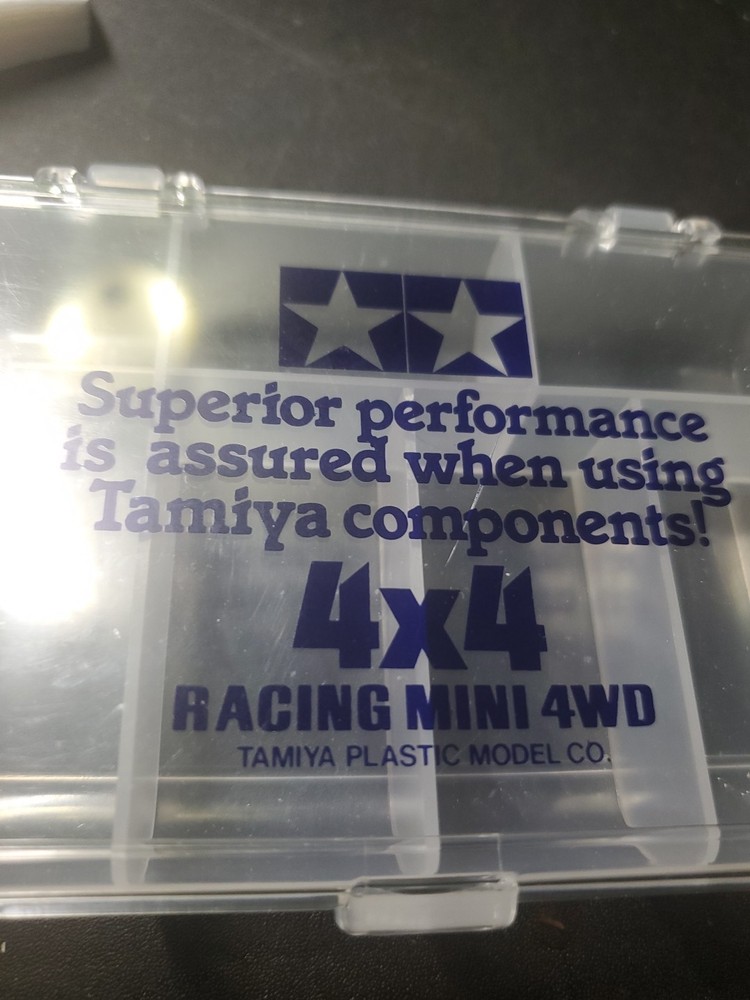 Superior performance
is assured when using
Tamiya components!
4x4
RACING MINI 4WD
TAMIYA PLASTIC MODEL CO.